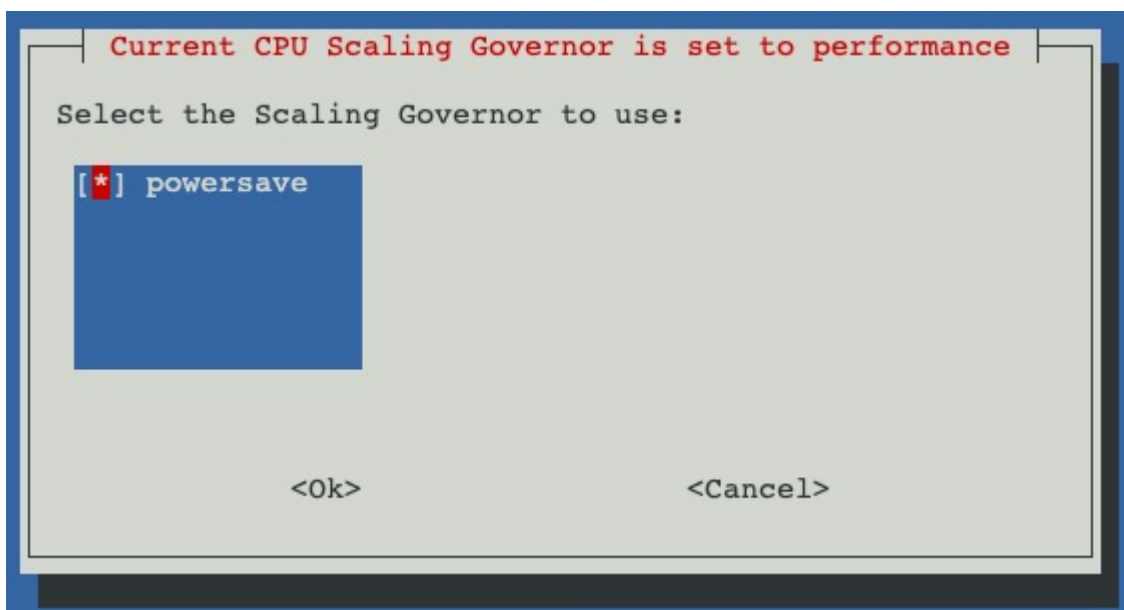 Current CPU Scaling Governor is set to performance
Select the Scaling Governor to use:
[*] powersave
<Ok> <Cancel>